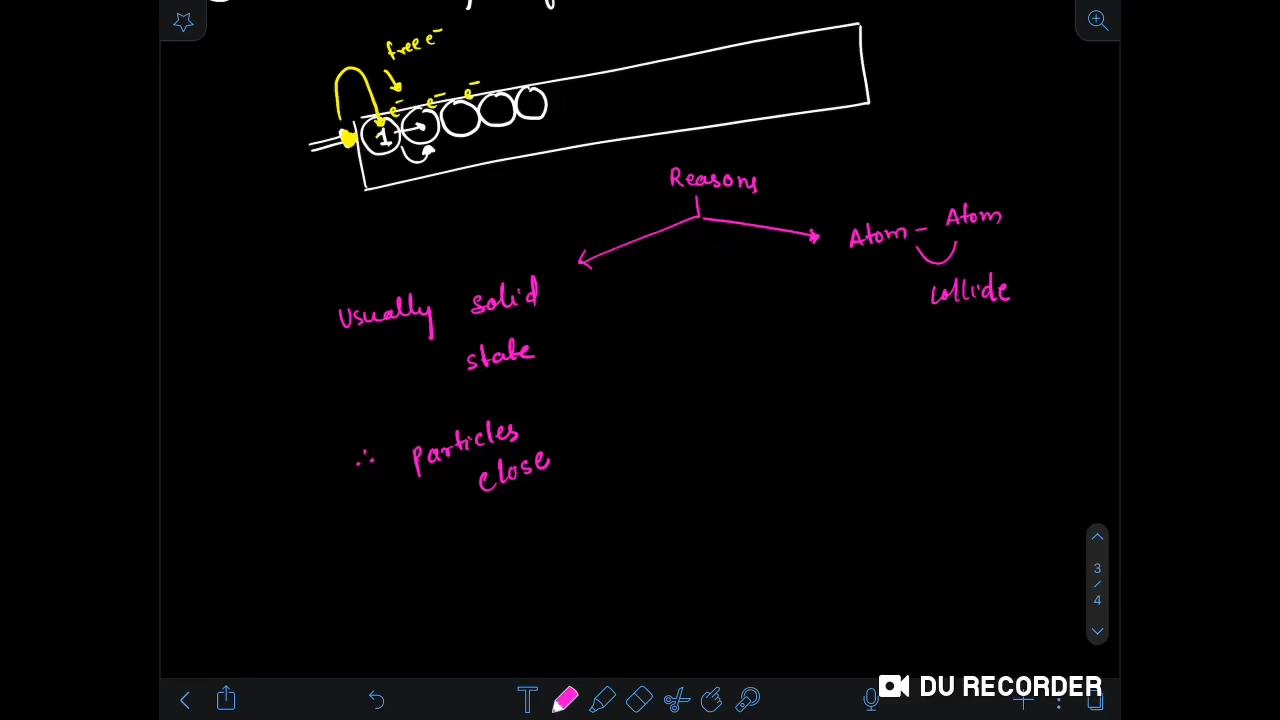 free e-
e- e- e-
1
Reasons
Atom - Atom
collide
Usually solid
state
∴ particles
close
3
/
4
T
DU RECORDER